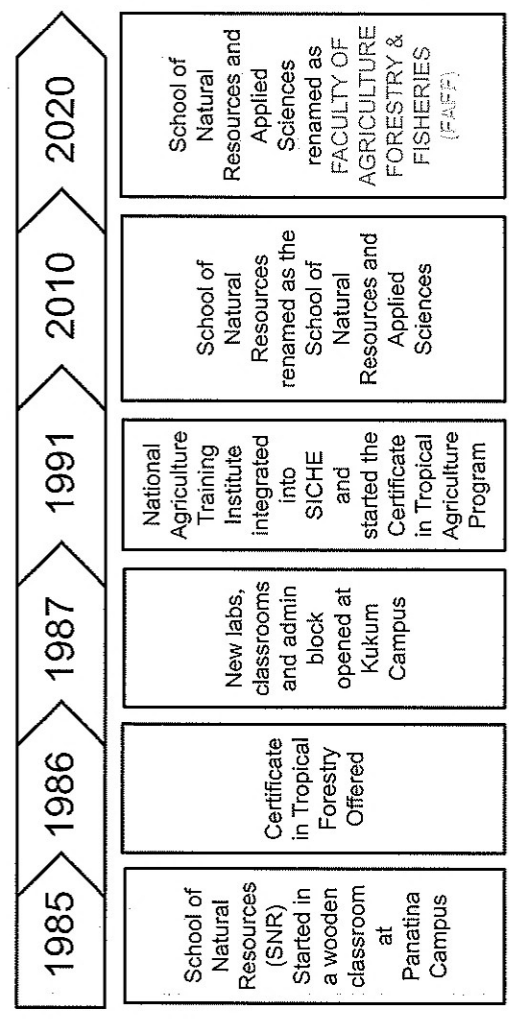 1985
1986
1987
1991
2010
2020
School of
Natural
Resources
(SNR)
Started in
a wooden
classroom
at
Panatina
Campus
Certificate
in Tropical
Forestry
Offered
New labs,
classrooms
and admin
block
opened at
Kukum
Campus
National
Agriculture
Training
Institute
integrated
into
SICHE
and
started the
Certificate
in Tropical
Agriculture
Program
School of
Natural
Resources
renamed as the
School of
Natural
Resources and
Applied
Sciences
School of
Natural
Resources and
Applied
Sciences
renamed as
FACULTY OF
AGRICULTURE
FORESTRY &
FISHERIES
(FAFF)